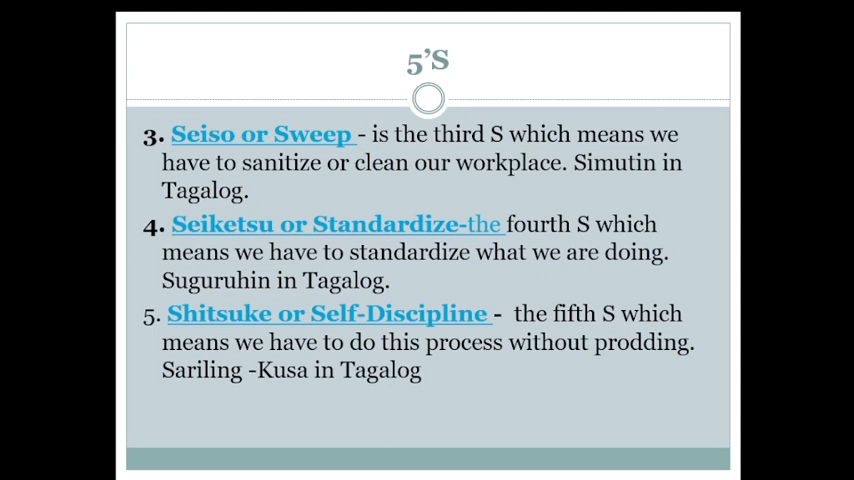 5’S
3. Seiso or Sweep - is the third S which means we
have to sanitize or clean our workplace. Simutin in
Tagalog.
4. Seiketsu or Standardize-the fourth S which
means we have to standardize what we are doing.
Suguruhin in Tagalog.
5. Shitsuke or Self-Discipline - the fifth S which
means we have to do this process without prodding.
Sariling -Kusa in Tagalog